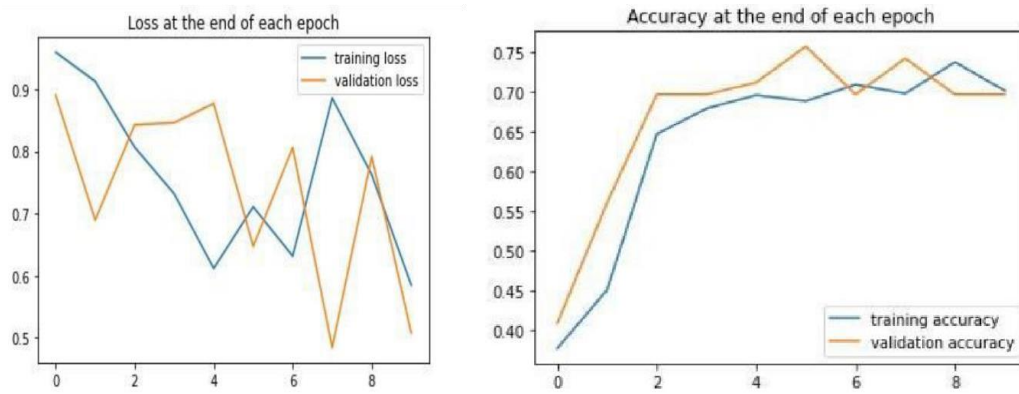 Loss at the end of each epoch
training loss
validation loss
0.9
0.8
0.7
0.6
0.5
0 2 4 6 8
Accuracy at the end of each epoch
0.75
0.70
0.65
0.60
0.55
0.50
0.45
0.40
training accuracy
validation accuracy
0 2 4 6 8